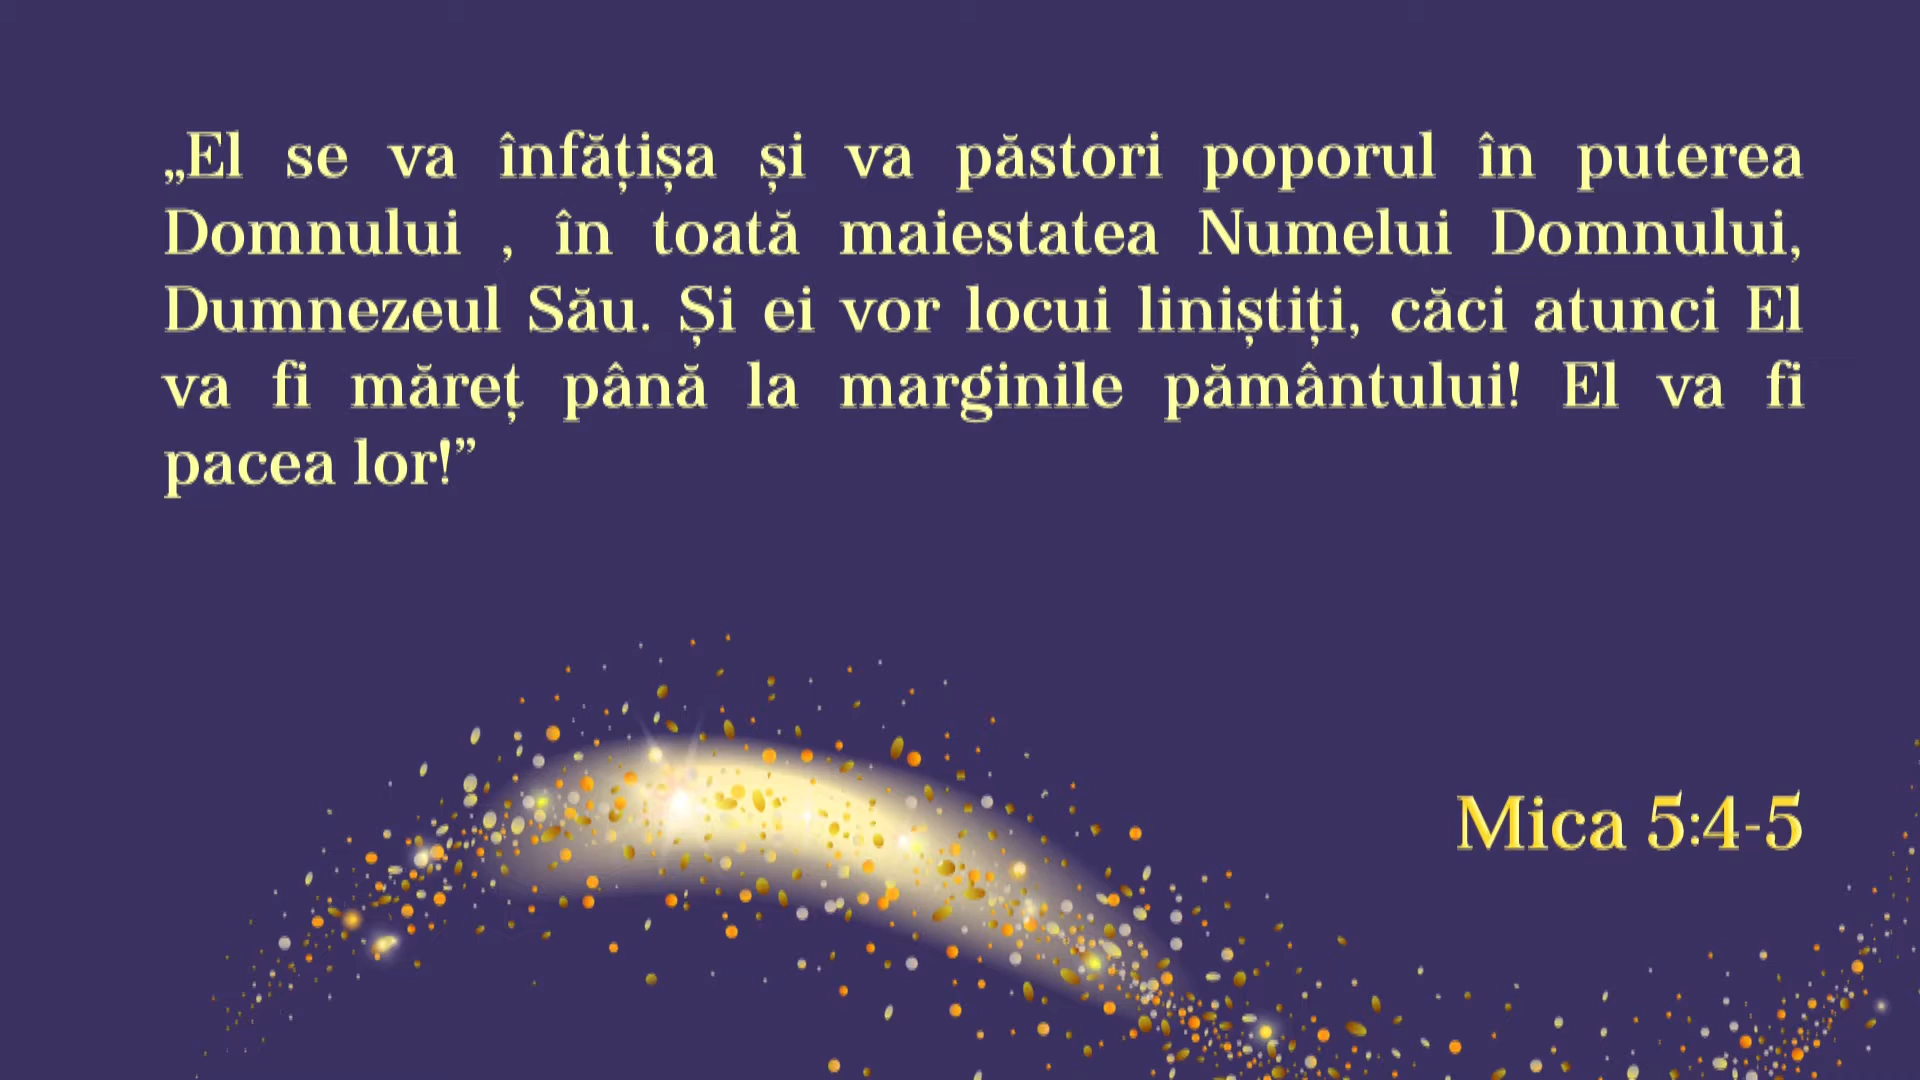 „El se va înfățișa și va păstori poporul în puterea
Domnului , în toată maiestatea Numelui Domnului,
Dumnezeul Său. Și ei vor locui liniștiți, căci atunci El
va fi măreț până la marginile pământului! El va fi
pacea lor!”
Mica 5:4-5